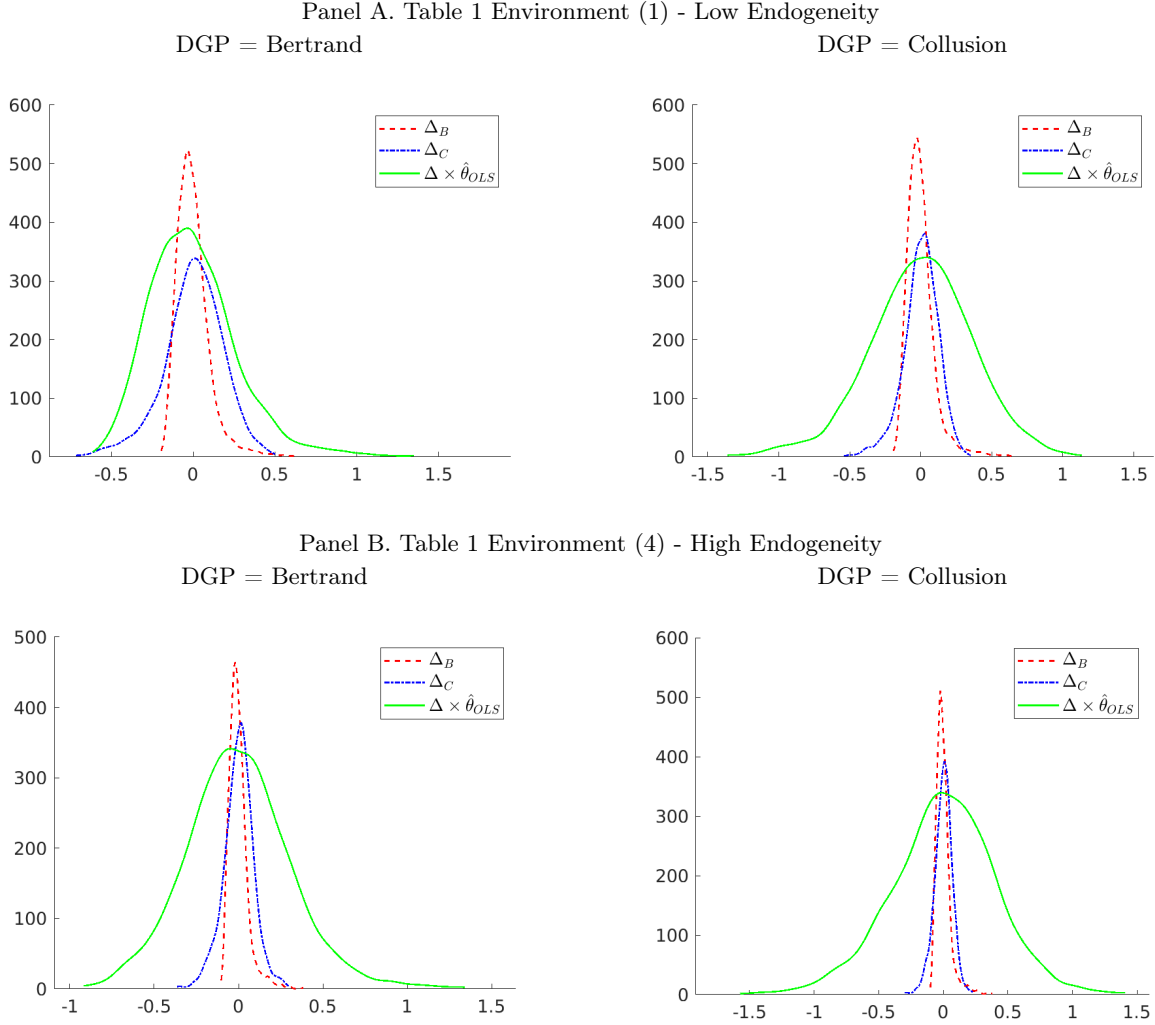 Panel A. Table 1 Environment (1) - Low Endogeneity
DGP = Bertrand
DGP = Collusion
600
500
400
300
200
100
0
-0.5
0
0.5
1
1.5
Δ_B
Δ_C
Δ × θ̂_OLS
600
500
400
300
200
100
0
-1.5
-1
-0.5
0
0.5
1
1.5
Δ_B
Δ_C
Δ × θ̂_OLS
Panel B. Table 1 Environment (4) - High Endogeneity
DGP = Bertrand
DGP = Collusion
500
400
300
200
100
0
-1
-0.5
0
0.5
1
1.5
Δ_B
Δ_C
Δ × θ̂_OLS
600
500
400
300
200
100
0
-1.5
-1
-0.5
0
0.5
1
1.5
Δ_B
Δ_C
Δ × θ̂_OLS